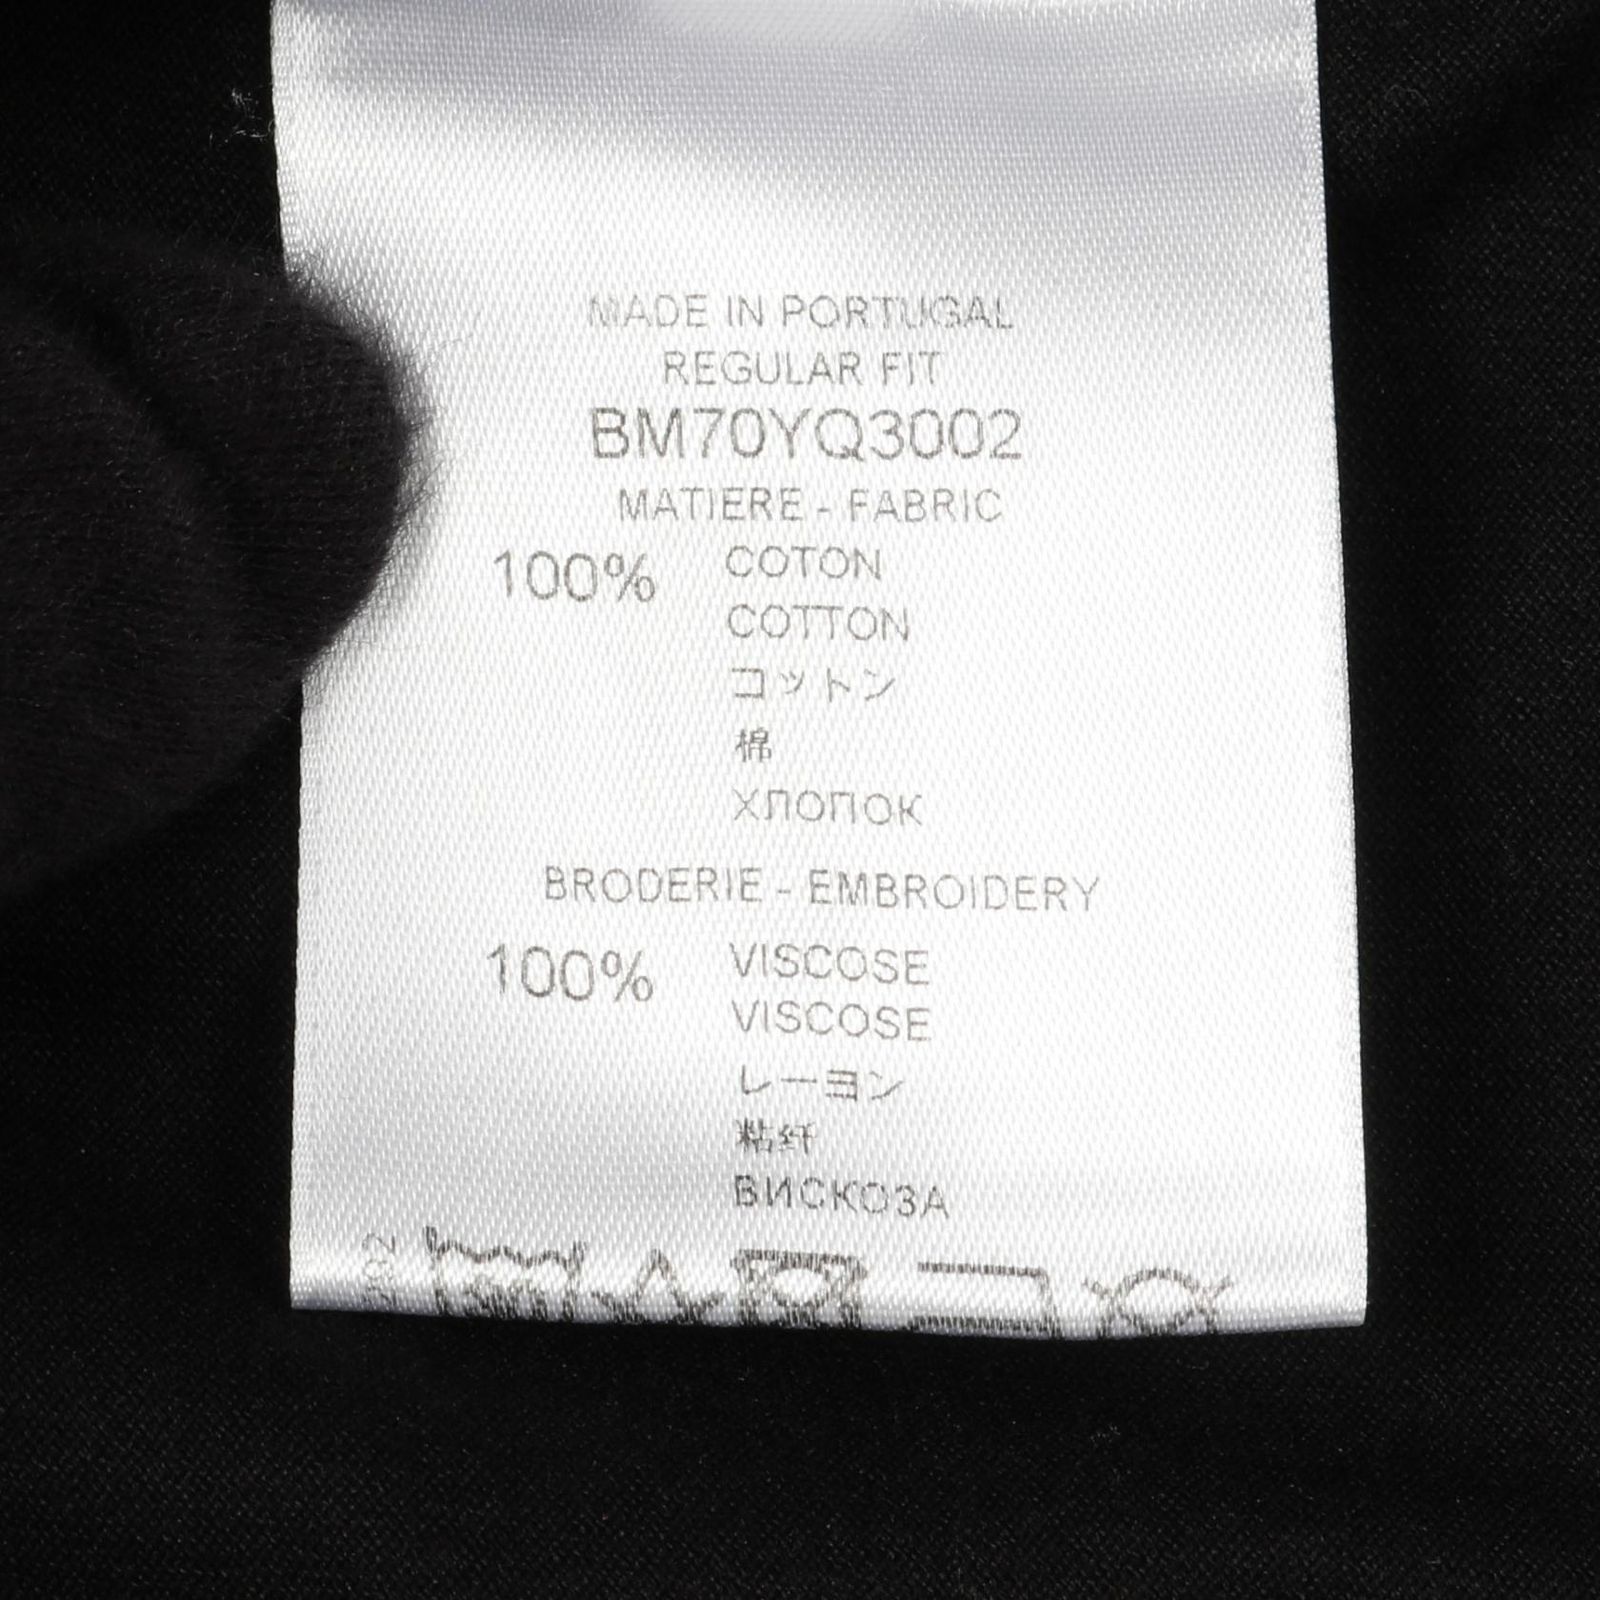 MADE IN PORTUGAL
REGULAR FIT
BM70YQ3002
MATIERE - FABRIC
100% COTON
COTTON
コットン
棉
ХЛОПОК
BRODERIE - EMBROIDERY
100% VISCOSE
VISCOSE
レーヨン
粘纤
ВИСКОЗА